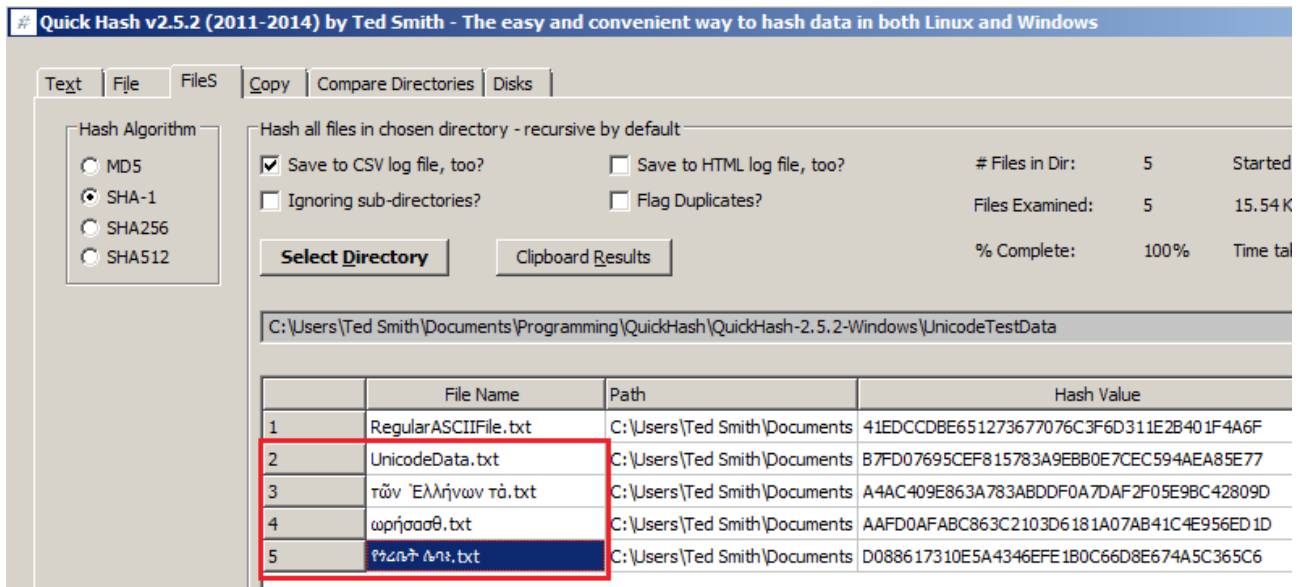 Quick Hash v2.5.2 (2011-2014) by Ted Smith - The easy and convenient way to hash data in both Linux and Windows
Text File FileS Copy Compare Directories Disks
Hash Algorithm
MD5
SHA-1
SHA256
SHA512
Hash all files in chosen directory - recursive by default
Save to CSV log file, too? Save to HTML log file, too? # Files in Dir: 5 Started
Ignoring sub-directories? Flag Duplicates? Files Examined: 5 15.54 K
Select Directory Clipboard Results % Complete: 100% Time ta
C:\Users\Ted Smith\Documents\Programming\QuickHash\QuickHash-2.5.2-Windows\UnicodeTestData
File Name Path Hash Value
1 RegularASCIIFile.txt C:\Users\Ted Smith\Documents 41EDCCDBE651273677076C3F6D311E2B401F4A6F
2 UnicodeData.txt C:\Users\Ted Smith\Documents B7FD07695CEF815783A9EBB0E7CEC594AEA85E77
3 τῶν Ἑλλήνων τὰ.txt C:\Users\Ted Smith\Documents A4AC409E863A783ABDDF0A7DAF2F05E9BC42809D
4 ωρήσασθ.txt C:\Users\Ted Smith\Documents AAFD0AFABC863C2103D6181A07AB41C4E956ED1D
5 .txt C:\Users\Ted Smith\Documents D088617310E5A4346EFE1B0C66D8E674A5C365C6